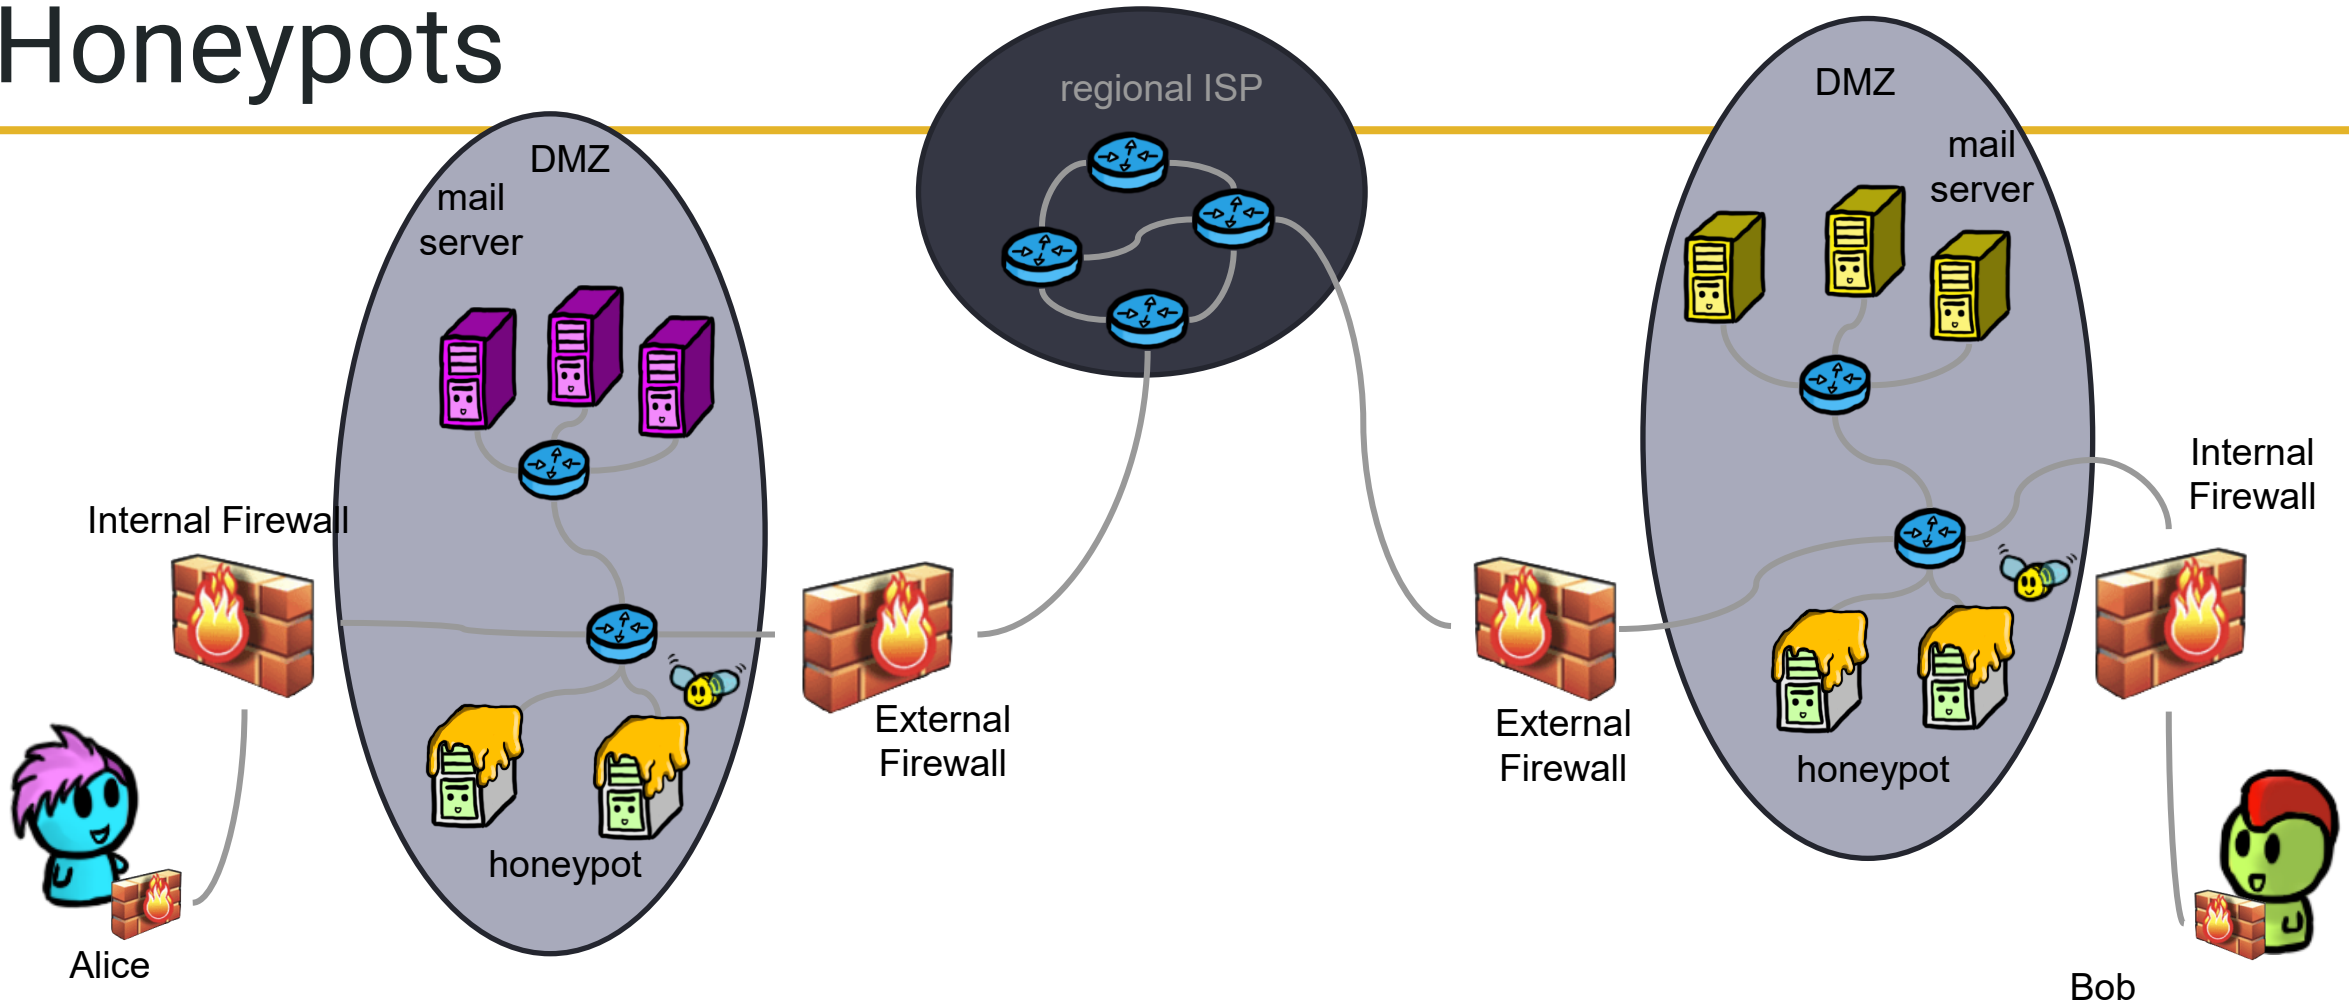 Honeypots
regional ISP
DMZ
mail
server
DMZ
mail
server
Internal Firewall
Internal
Firewall
External
Firewall
External
Firewall
honeypot
honeypot
Alice
Bob